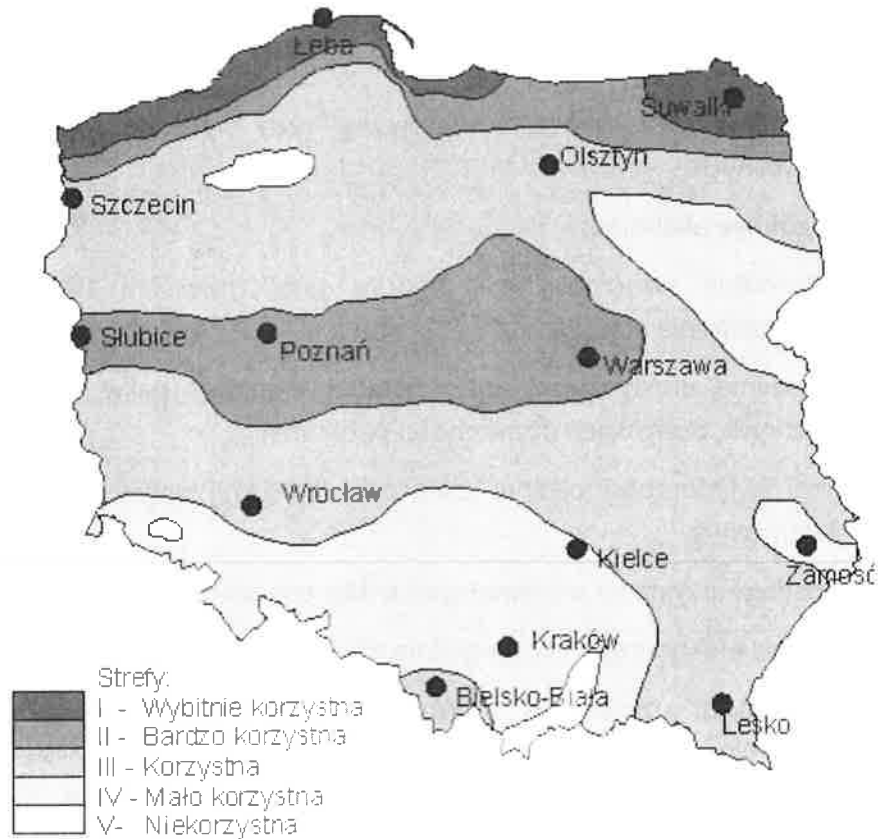 Łeba
Suwałki
Olsztyn
Szczecin
Słubice
Poznań
Warszawa
Wrocław
Kielce
Zamość
Kraków
Bielsko-Biała
Lesko
Strefy:
I - Wybitnie korzystna
II - Bardzo korzystna
III - Korzystna
IV - Mało korzystna
V- Niekorzystna